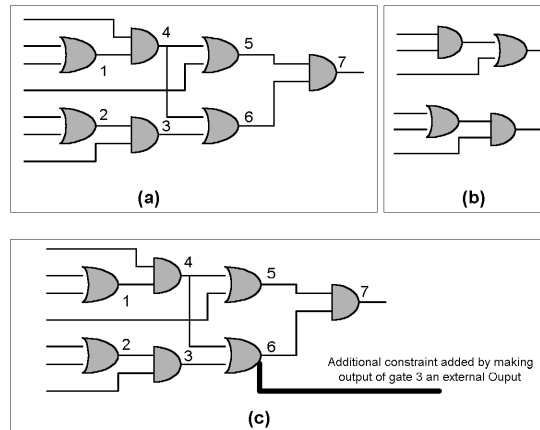 4
5
7
1
2
3
6
(a)
(b)
4
5
7
1
2
3
6
Additional constraint added by making
output of gate 3 an external Ouput
(c)